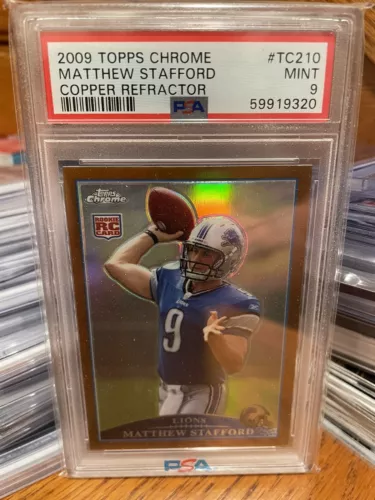 2009 TOPPS CHROME #TC210
MATTHEW STAFFORD MINT
COPPER REFRACTOR 9
PSA 59919320
Topps
Chrome
ROOKIE
RC
CARD
9
LIONS
MATTHEW STAFFORD
PSA